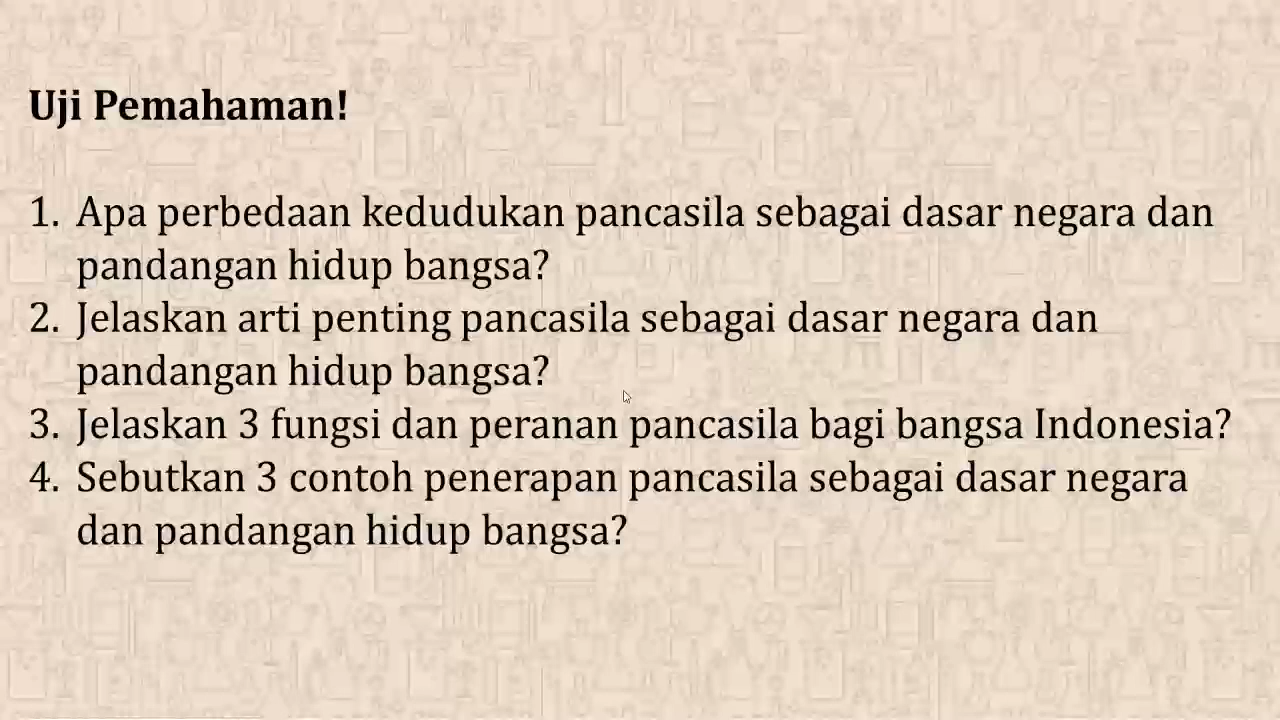 Uji Pemahaman!
1. Apa perbedaan kedudukan pancasila sebagai dasar negara dan
pandangan hidup bangsa?
2. Jelaskan arti penting pancasila sebagai dasar negara dan
pandangan hidup bangsa?
3. Jelaskan 3 fungsi dan peranan pancasila bagi bangsa Indonesia?
4. Sebutkan 3 contoh penerapan pancasila sebagai dasar negara
dan pandangan hidup bangsa?